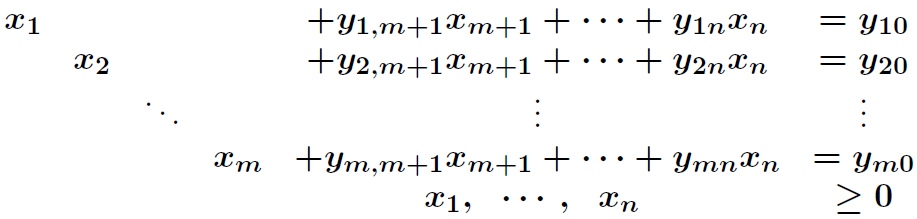 x₁ +y₁,ₘ₊₁xₘ₊₁ + ⋯ + y₁ₙxₙ = y₁₀
x₂ +y₂,ₘ₊₁xₘ₊₁ + ⋯ + y₂ₙxₙ = y₂₀
⋱ ⋮ ⋮
xₘ +yₘ,ₘ₊₁xₘ₊₁ + ⋯ + yₘₙxₙ = yₘ₀
x₁, ⋯ , xₙ ≥ 0